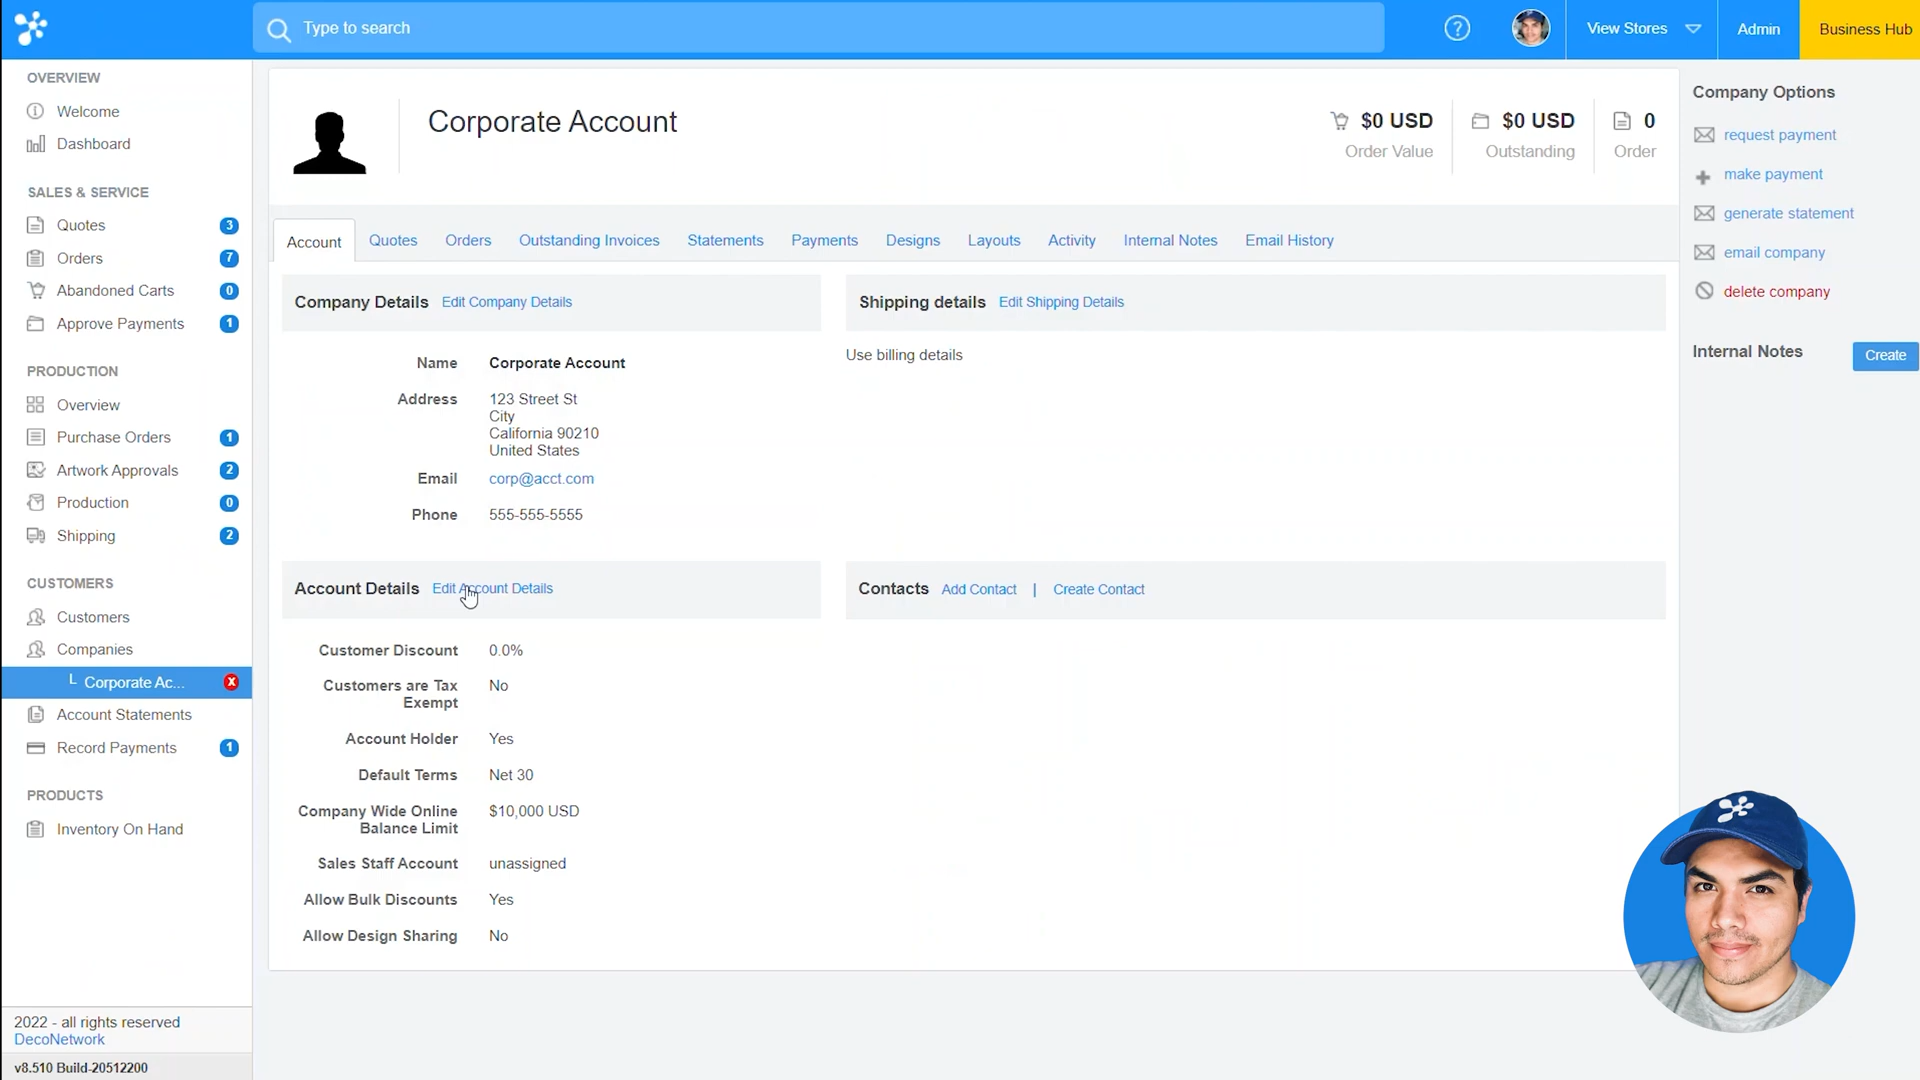 Type to search
?
View Stores
Admin
Business Hub
OVERVIEW
Welcome
Dashboard
SALES & SERVICE
Quotes 3
Orders 7
Abandoned Carts 0
Approve Payments 1
PRODUCTION
Overview
Purchase Orders 1
Artwork Approvals 2
Production 0
Shipping 2
CUSTOMERS
Customers
Companies
Corporate Ac... X
Account Statements
Record Payments 1
PRODUCTS
Inventory On Hand
2022 - all rights reserved
DecoNetwork
v8.510 Build-20512200
Corporate Account
$0 USD
Order Value
$0 USD
Outstanding
0
Order
Account Quotes Orders Outstanding Invoices Statements Payments Designs Layouts Activity Internal Notes Email History
Company Details Edit Company Details
Name Corporate Account
Address 123 Street St
City
California 90210
United States
Email corp@acct.com
Phone 555-555-5555
Shipping details Edit Shipping Details
Use billing details
Account Details Edit Account Details
Customer Discount 0.0%
Customers are Tax No
Exempt
Account Holder Yes
Default Terms Net 30
Company Wide Online $10,000 USD
Balance Limit
Sales Staff Account unassigned
Allow Bulk Discounts Yes
Allow Design Sharing No
Contacts Add Contact | Create Contact
Company Options
request payment
make payment
generate statement
email company
delete company
Internal Notes Create